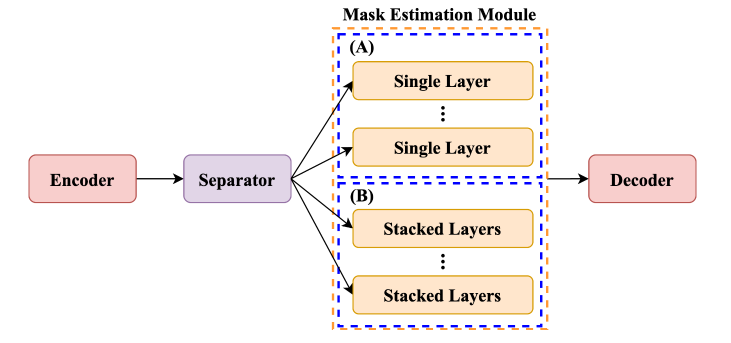 Mask Estimation Module
(A)
Single Layer
Single Layer
Encoder
Separator
Decoder
(B)
Stacked Layers
Stacked Layers